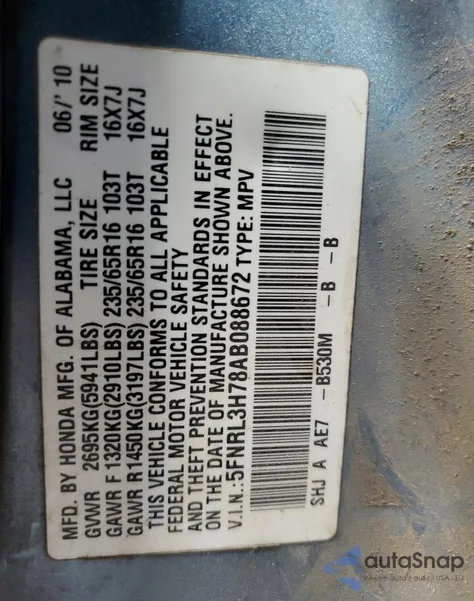 MFD. BY HONDA MFG. OF ALABAMA, LLC 06/'10
GVWR 2695KG(5941LBS) TIRE SIZE RIM SIZE
GAWR F 1320KG(2910LBS) 235/65R16 103T 16X7J
GAWR R1450KG(3197LBS) 235/65R16 103T 16X7J
THIS VEHICLE CONFORMS TO ALL APPLICABLE
FEDERAL MOTOR VEHICLE SAFETY
AND THEFT PREVENTION STANDARDS IN EFFECT
ON THE DATE OF MANUFACTURE SHOWN ABOVE.
V.I.N.:5FNRL3H78AB088672 TYPE: MPV
SHJ A AE7 -B530M -B -B
autoSnap